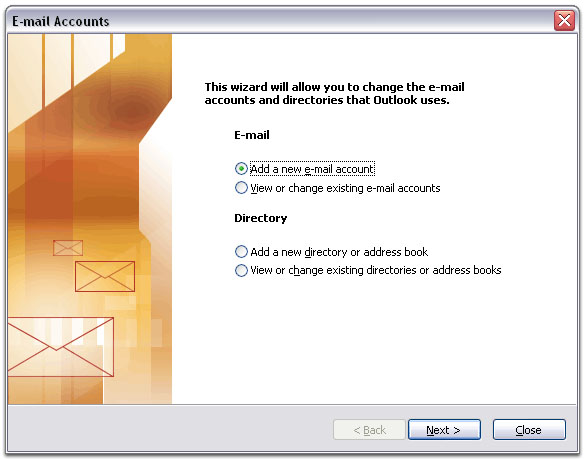 E-mail Accounts
This wizard will allow you to change the e-mail
accounts and directories that Outlook uses.
E-mail
Add a new e-mail account
View or change existing e-mail accounts
Directory
Add a new directory or address book
View or change existing directories or address books
< Back
Next >
Close